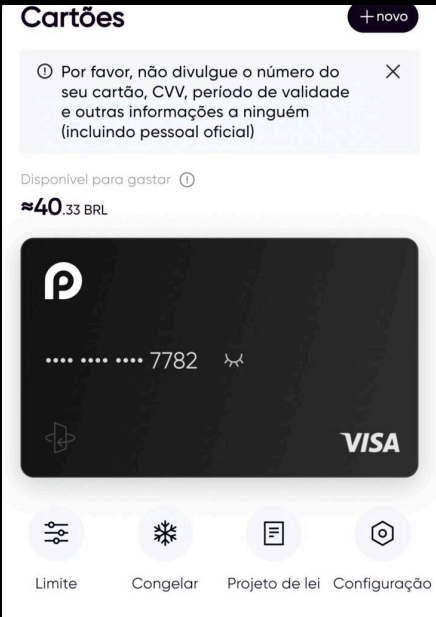 Cartões
+novo
Por favor, não divulgue o número do
seu cartão, CVV, período de validade
e outras informações a ninguém
(incluindo pessoal oficial)
Disponível para gastar
≈40.33 BRL
•••• •••• •••• 7782
VISA
Limite Congelar Projeto de lei Configuração